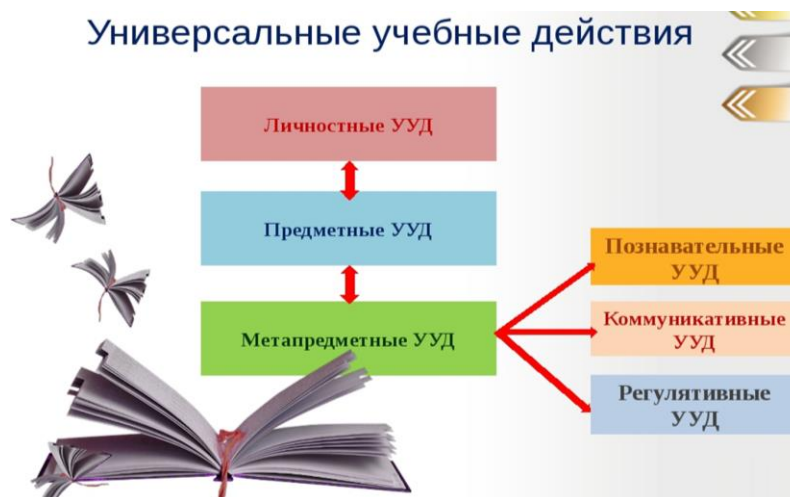 Универсальные учебные действия
Личностные УУД
Предметные УУД
Метапредметные УУД
Познавательные
УУД
Коммуникативные
УУД
Регулятивные
УУД